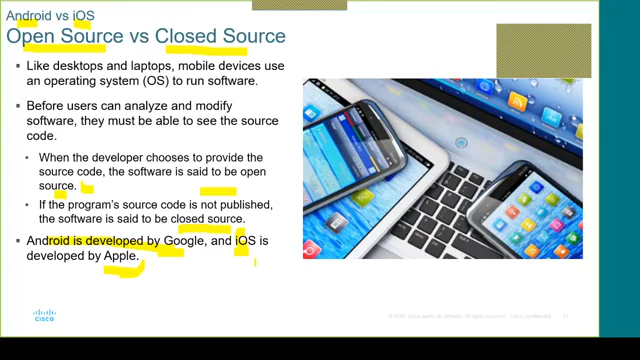 Android vs iOS
Open Source vs Closed Source
▪ Like desktops and laptops, mobile devices use
an operating system (OS) to run software.
▪ Before users can analyze and modify
software, they must be able to see the source
code.
• When the developer chooses to provide the
source code, the software is said to be open
source.
• If the program's source code is not published,
the software is said to be closed source.
▪ Android is developed by Google, and iOS is
developed by Apple.
CISCO